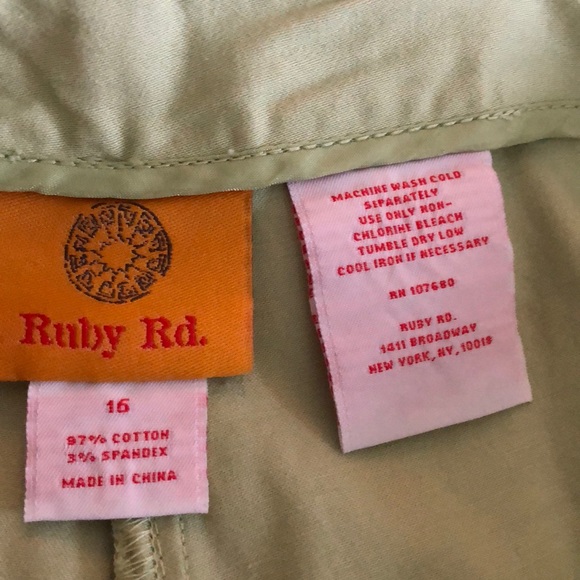 Ruby Rd.
16
97% COTTON
3% SPANDEX
MADE IN CHINA
MACHINE WASH COLD
SEPARATELY
USE ONLY NON-
CHLORINE BLEACH
TUMBLE DRY LOW
COOL IRON IF NECESSARY
RN 107680
RUBY RD.
1411 BROADWAY
NEW YORK, NY, 10018